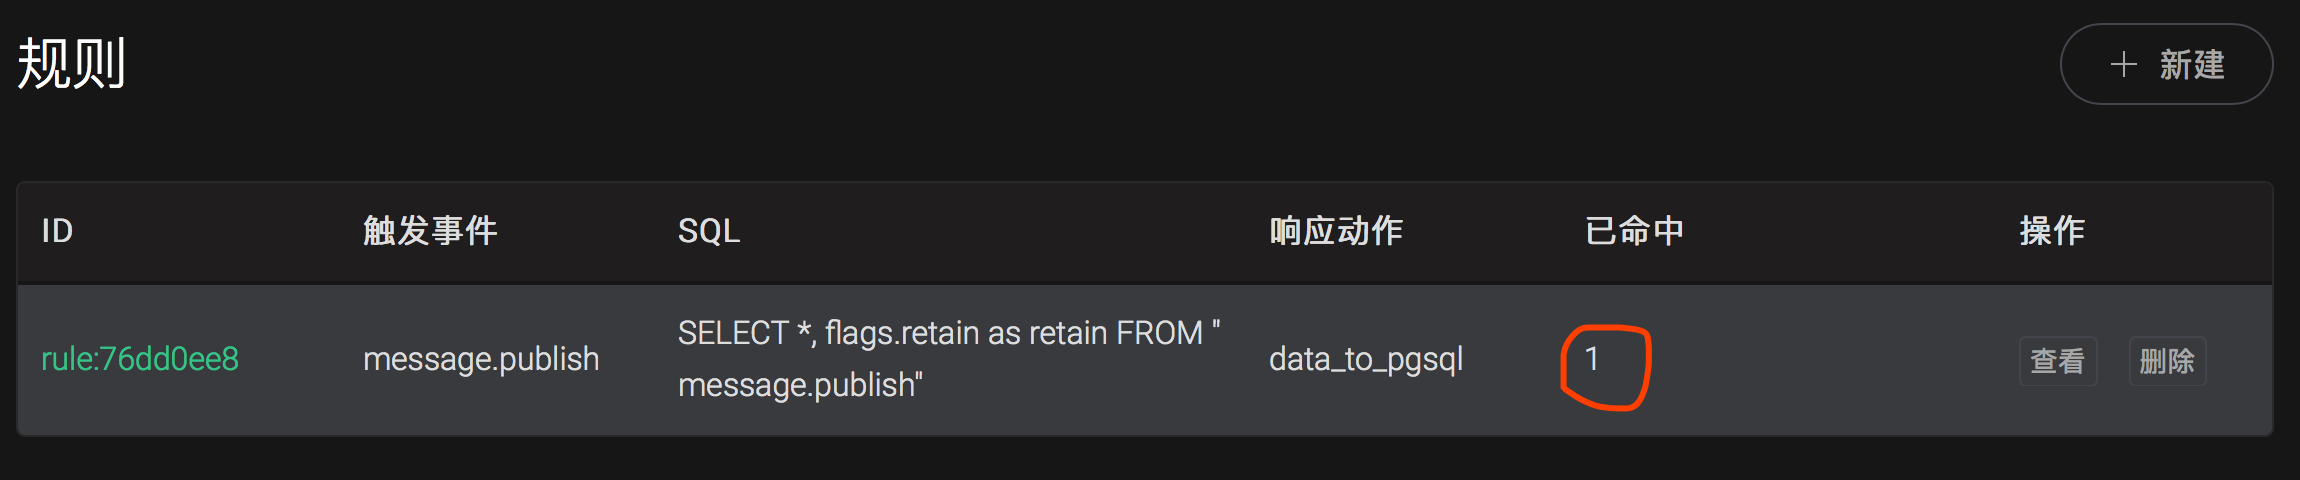 规则
新建
ID 触发事件 SQL 响应动作 已命中 操作
rule:76dd0ee8 message.publish SELECT *, flags.retain as retain FROM "
message.publish" data_to_pgsql 1 查看 删除